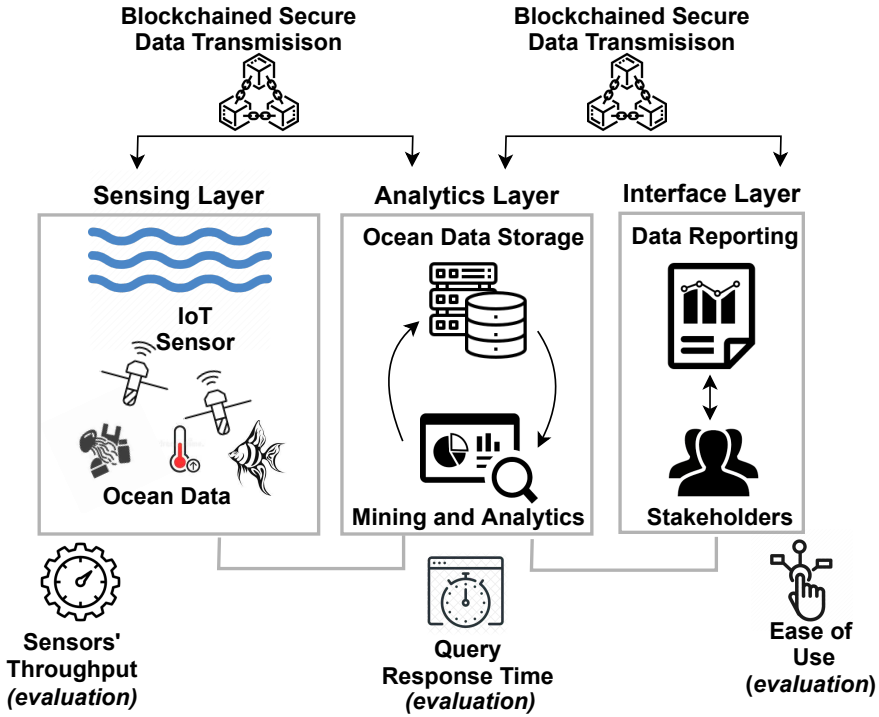 Blockchained Secure
Data Transmisison
Blockchained Secure
Data Transmisison
Sensing Layer
Analytics Layer
Interface Layer
IoT
Sensor
Ocean Data
Ocean Data Storage
Mining and Analytics
Data Reporting
Stakeholders
Sensors'
Throughput
(evaluation)
Query
Response Time
(evaluation)
Ease of
Use
(evaluation)